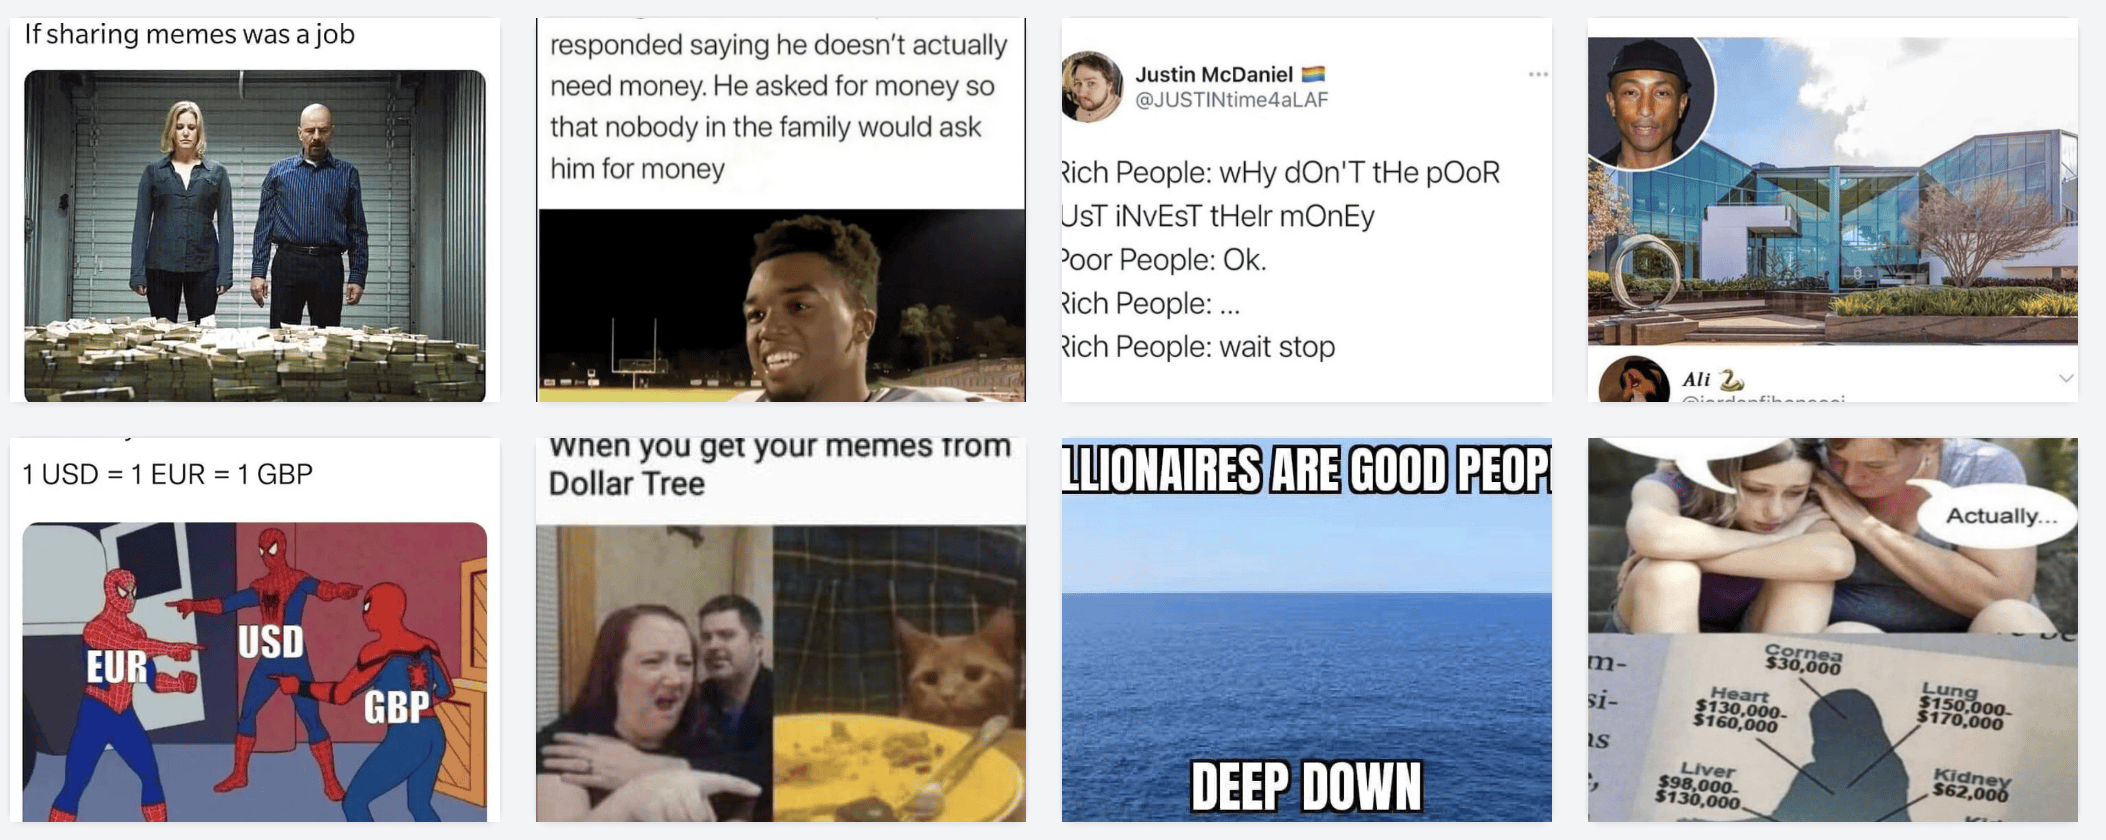 If sharing memes was a job
responded saying he doesn't actually
need money. He asked for money so
that nobody in the family would ask
him for money
Justin McDaniel
@JUSTINtime4aLAF
Rich People: wHy dOn'T tHe pOoR
UsT iNvEsT tHeIr mOnEy
Poor People: Ok.
Rich People: ...
Rich People: wait stop
Ali
1 USD = 1 EUR = 1 GBP
EUR
USD
GBP
When you get your memes from
Dollar Tree
LLIONAIRES ARE GOOD PEOPL
DEEP DOWN
Actually...
m-
si-
ns
Cornea
$30,000
Heart
$130,000-
$160,000
Lung
$150,000-
$170,000
Liver
$98,000-
$130,000
Kidney
$62,000